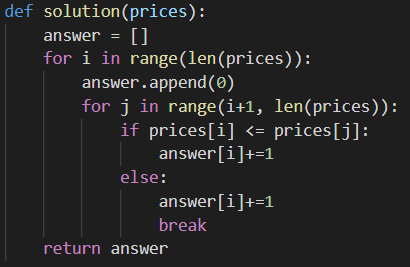 def solution(prices):
    answer = []
    for i in range(len(prices)):
        answer.append(0)
        for j in range(i+1, len(prices)):
            if prices[i] <= prices[j]:
                answer[i]+=1
            else:
                answer[i]+=1
                break
    return answer